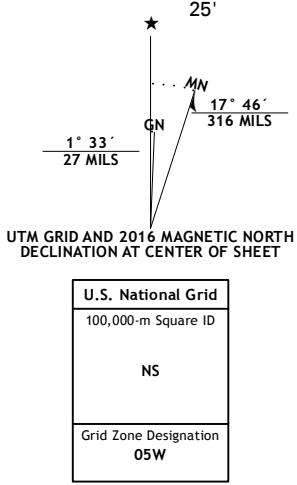 25'
MN
GN
17° 46´
316 MILS
1° 33´
27 MILS
UTM GRID AND 2016 MAGNETIC NORTH
DECLINATION AT CENTER OF SHEET
U.S. National Grid
100,000-m Square ID
NS
Grid Zone Designation
05W